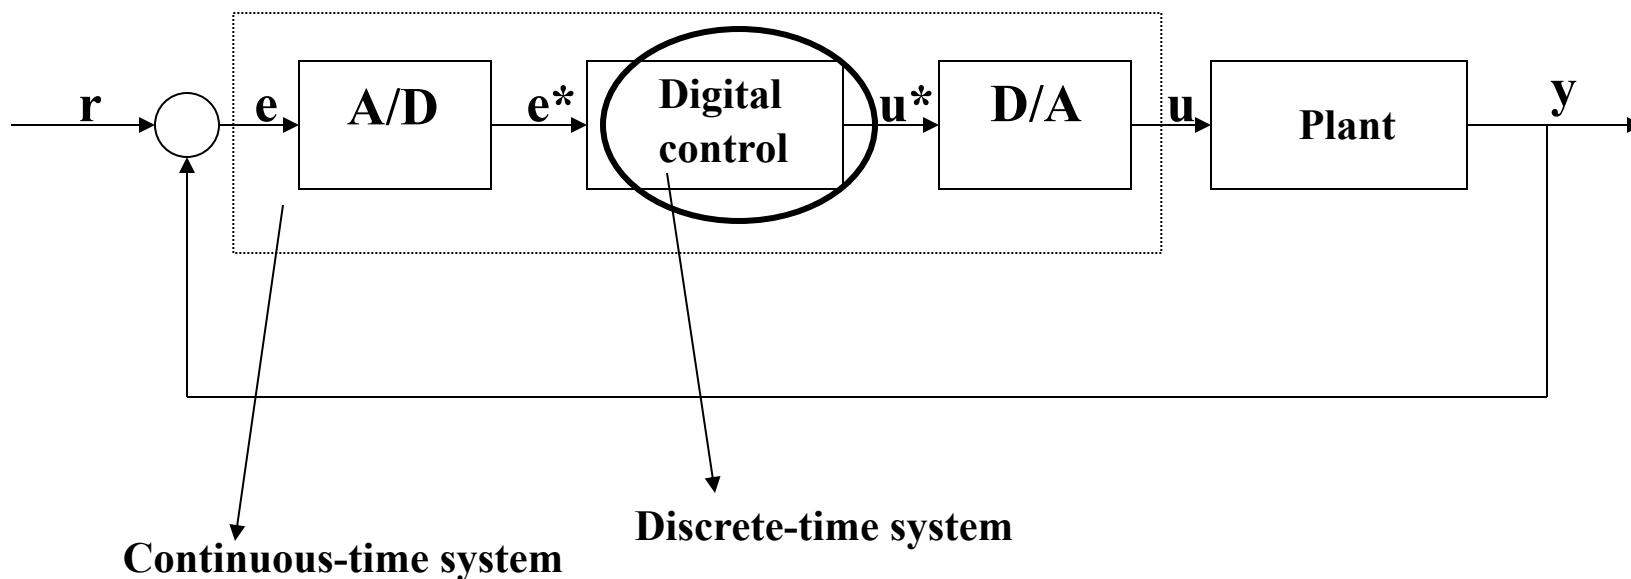 r
e
A/D
e*
Digital
control
u*
D/A
u
Plant
y
Discrete-time system
Continuous-time system